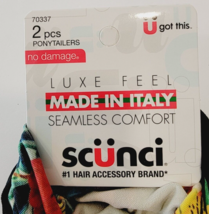 70337
2 pcs
PONYTAILERS
no damage.
U got this.
LUXE FEEL
MADE IN ITALY
SEAMLESS COMFORT
scünci
#1 HAIR ACCESSORY BRAND*